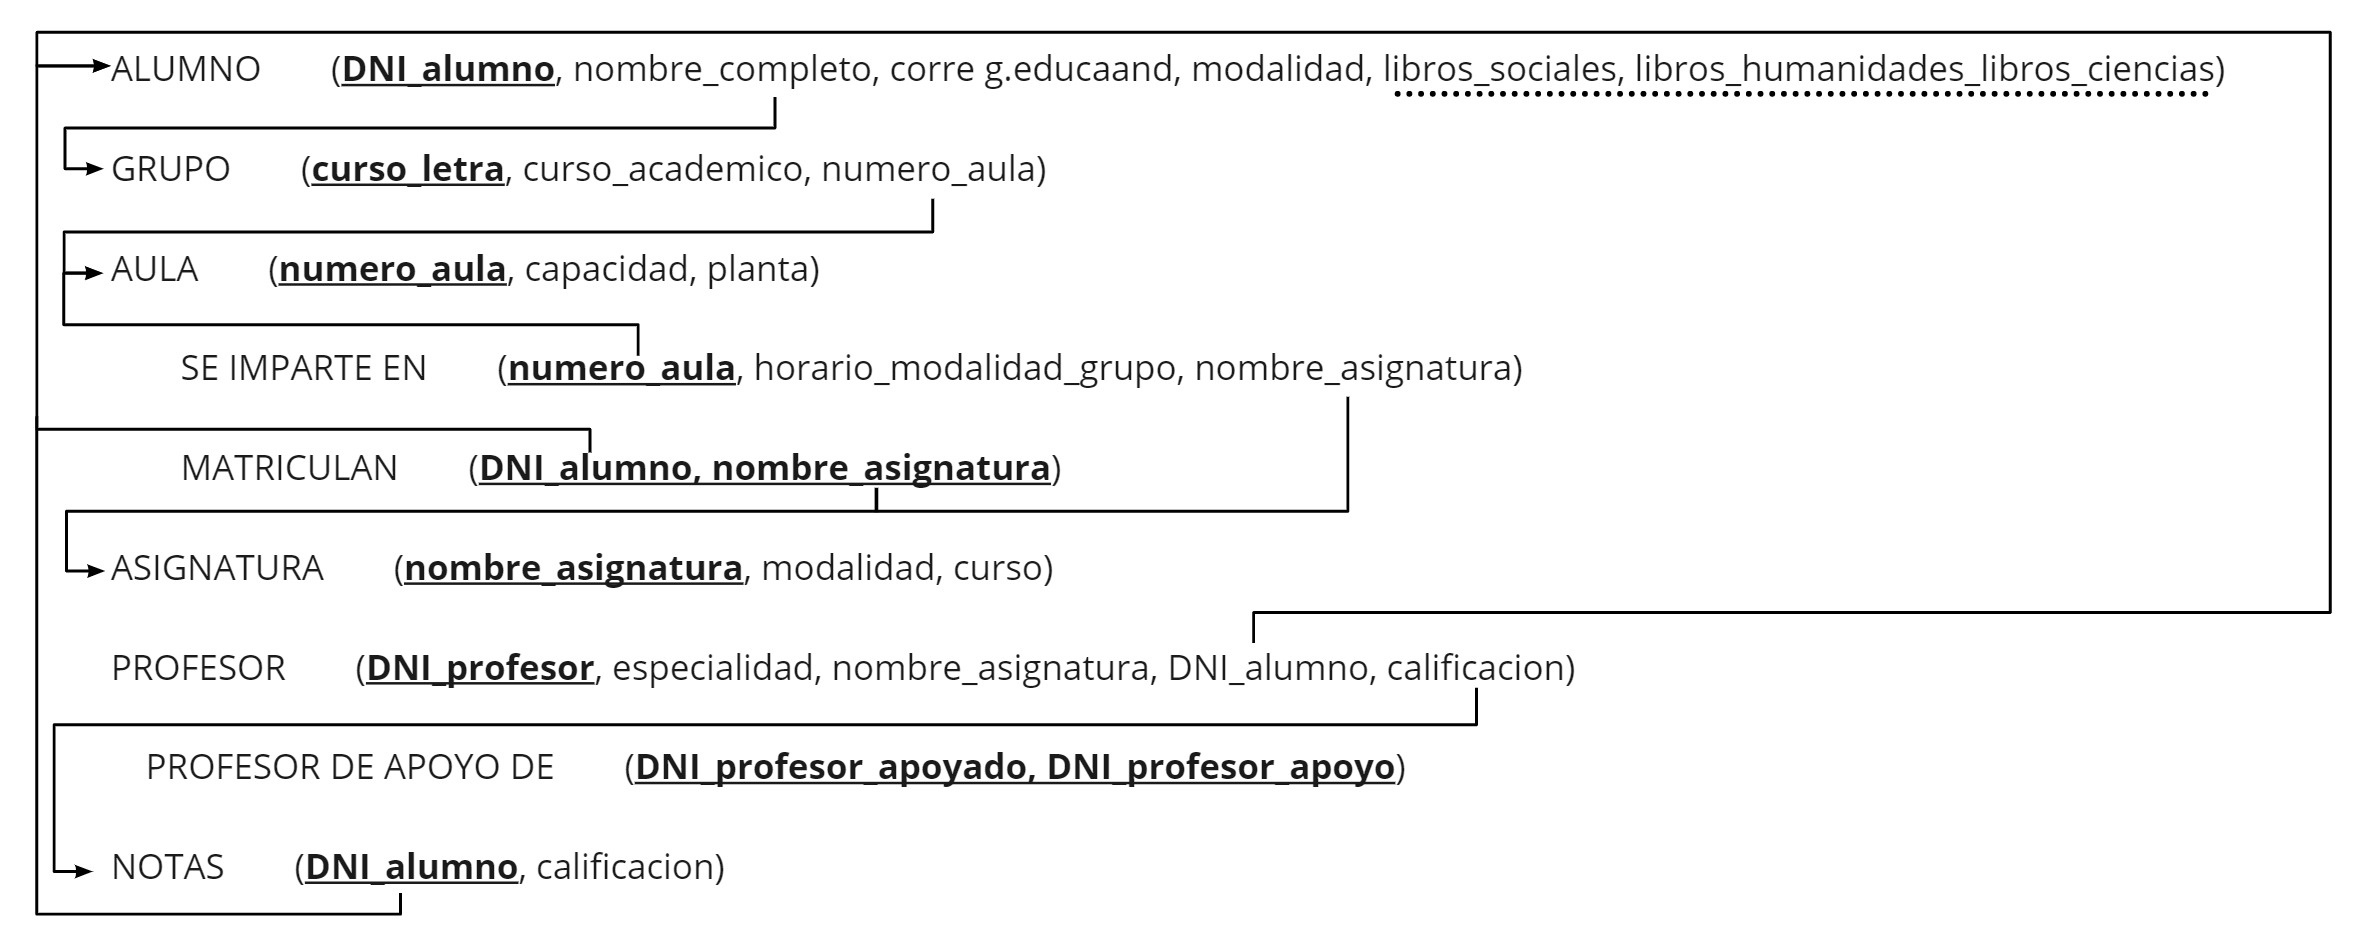 ALUMNO (DNI_alumno, nombre_completo, corre g.educaand, modalidad, libros_sociales, libros_humanidades_libros_ciencias)
GRUPO (curso_letra, curso_academico, numero_aula)
AULA (numero_aula, capacidad, planta)
SE IMPARTE EN (numero_aula, horario_modalidad_grupo, nombre_asignatura)
MATRICULAN (DNI_alumno, nombre_asignatura)
ASIGNATURA (nombre_asignatura, modalidad, curso)
PROFESOR (DNI_profesor, especialidad, nombre_asignatura, DNI_alumno, calificacion)
PROFESOR DE APOYO DE (DNI_profesor_apoyado, DNI_profesor_apoyo)
NOTAS (DNI_alumno, calificacion)